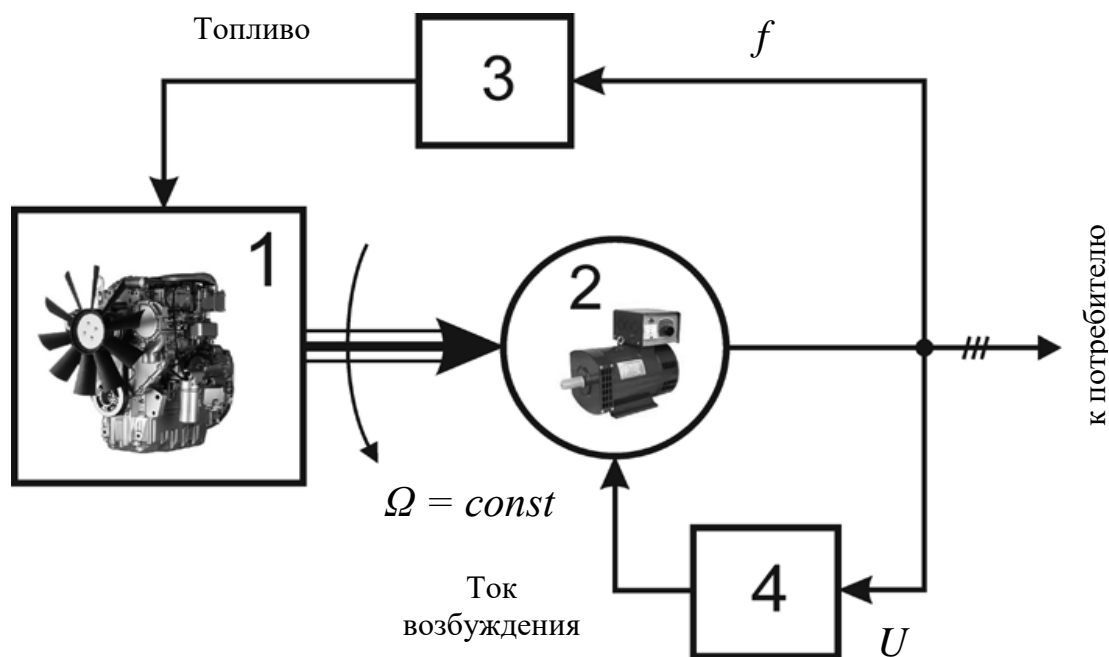 Топливо
f
3
1
2
к потребителю
Ω = const
Ток
возбуждения
4
U